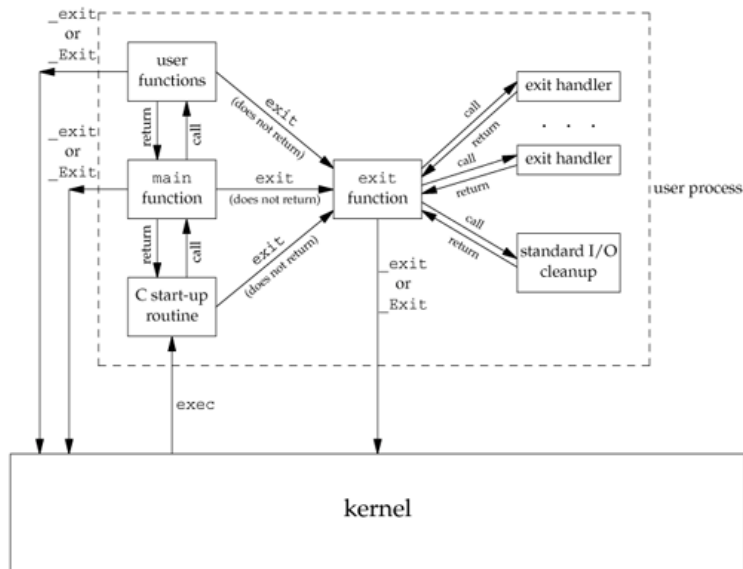 _exit
or
_Exit
user
functions
exit
(does not return)
call
return
exit handler
. . .
_exit
or
_Exit
return
call
main
function
exit
(does not return)
exit
function
call
return
exit handler
user process
return
call
exit
(does not return)
call
return
standard I/O
cleanup
C start-up
routine
_exit
or
_Exit
exec
kernel